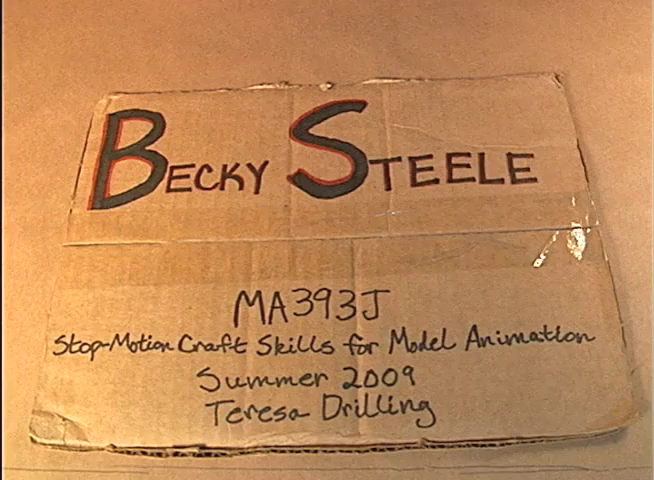 BECKY STEELE
MA393J
Stop-Motion Craft Skills for Model Animation
Summer 2009
Teresa Drilling